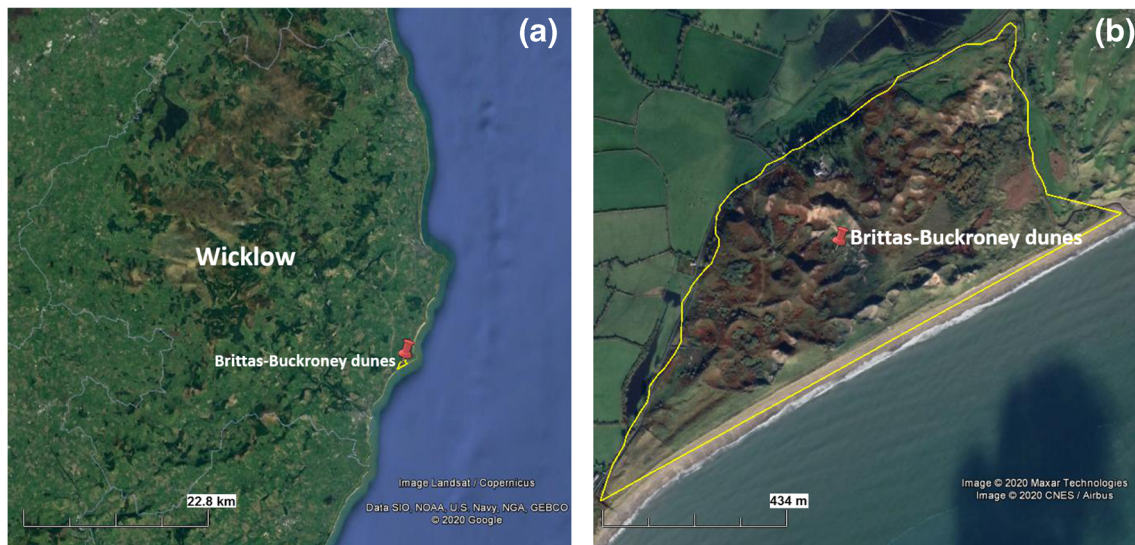 (a)
Wicklow
Brittas-Buckroney dunes
Image Landsat / Copernicus
22.8 km
Data SIO, NOAA, U.S. Navy, NGA, GEBCO
© 2020 Google
(b)
Brittas-Buckroney dunes
Image © 2020 Maxar Technologies
Image © 2020 CNES / Airbus
434 m